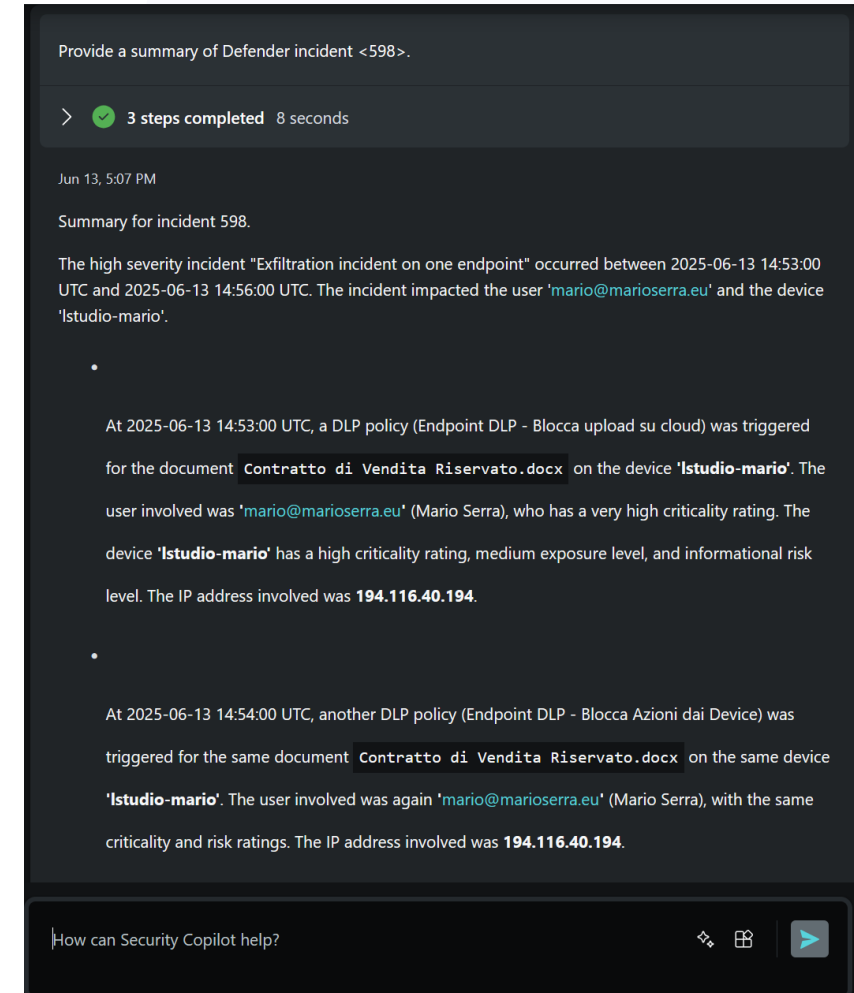 Provide a summary of Defender incident <598>.
3 steps completed 8 seconds
Jun 13, 5:07 PM
Summary for incident 598.
The high severity incident "Exfiltration incident on one endpoint" occurred between 2025-06-13 14:53:00
UTC and 2025-06-13 14:56:00 UTC. The incident impacted the user 'mario@marioserra.eu' and the device
'lstudio-mario'.
•
At 2025-06-13 14:53:00 UTC, a DLP policy (Endpoint DLP - Blocca upload su cloud) was triggered
for the document Contratto di Vendita Riservato.docx on the device 'lstudio-mario'. The
user involved was 'mario@marioserra.eu' (Mario Serra), who has a very high criticality rating. The
device 'lstudio-mario' has a high criticality rating, medium exposure level, and informational risk
level. The IP address involved was 194.116.40.194.
•
At 2025-06-13 14:54:00 UTC, another DLP policy (Endpoint DLP - Blocca Azioni dai Device) was
triggered for the same document Contratto di Vendita Riservato.docx on the same device
'lstudio-mario'. The user involved was again 'mario@marioserra.eu' (Mario Serra), with the same
criticality and risk ratings. The IP address involved was 194.116.40.194.
How can Security Copilot help?